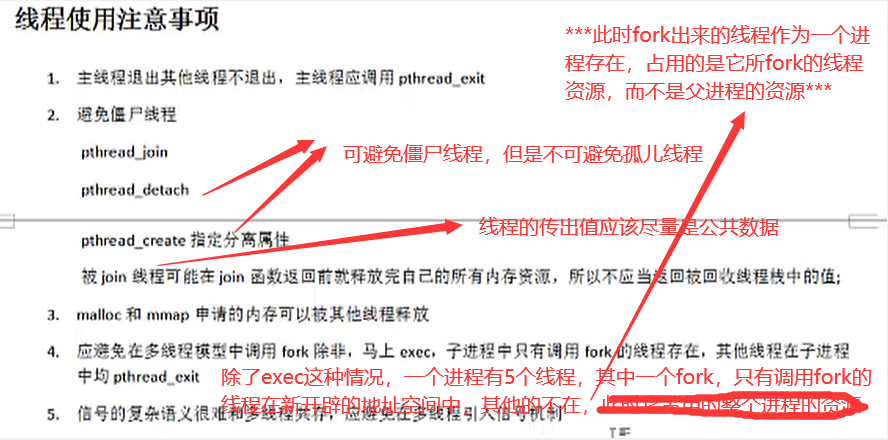 线程使用注意事项
***此时fork出来的线程作为一个进
程存在，占用的是它所fork的线程
资源，而不是父进程的资源***
1. 主线程退出其他线程不退出，主线程应调用 pthread_exit
2. 避免僵尸线程
pthread_join
可避免僵尸线程，但是不可避免孤儿线程
pthread_detach
线程的传出值应该尽量是公共数据
pthread_create 指定分离属性
被 join 线程可能在 join 函数返回前就释放完自己的所有内存资源，所以不应当返回被回收线程栈中的值;
3. malloc 和 mmap 申请的内存可以被其他线程释放
4. 应避免在多线程模型中调用 fork 除非，马上 exec，子进程中只有调用 fork 的线程存在，其他线程在子进程
中均 pthread_exit
除了exec这种情况，一个进程有5个线程，其中一个fork，只有调用fork的
线程在新开辟的地址空间中，其他的不在，
的整个进程的资源
5. 信号的复杂语义很难和多线程共存，应避免在多线程引入信号机制